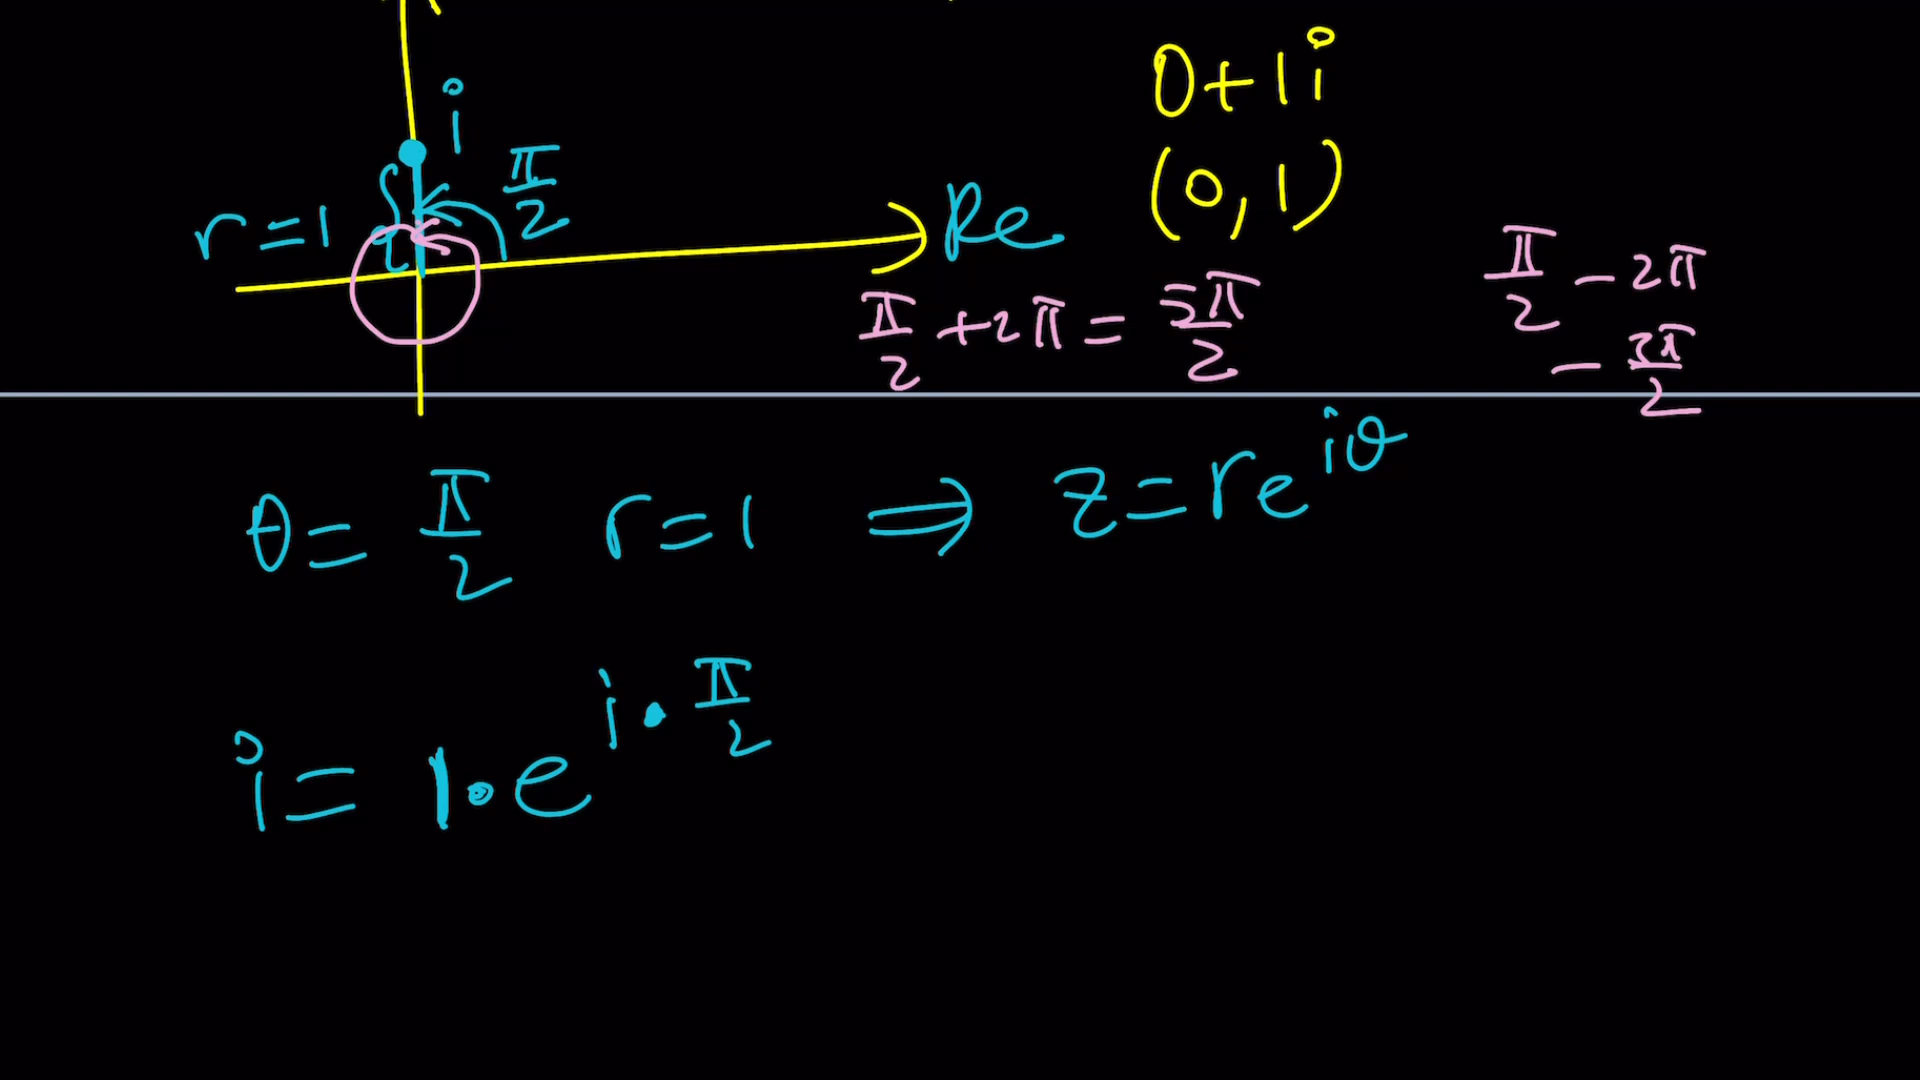 0+1i
i
π/2
(0,1)
r=1
Re
π/2 +2π = 5π/2
π/2 - 2π
- 3π/2
θ= π/2 r=1 ⇒ z=re^{iθ}
i= 1•e^{i•π/2}